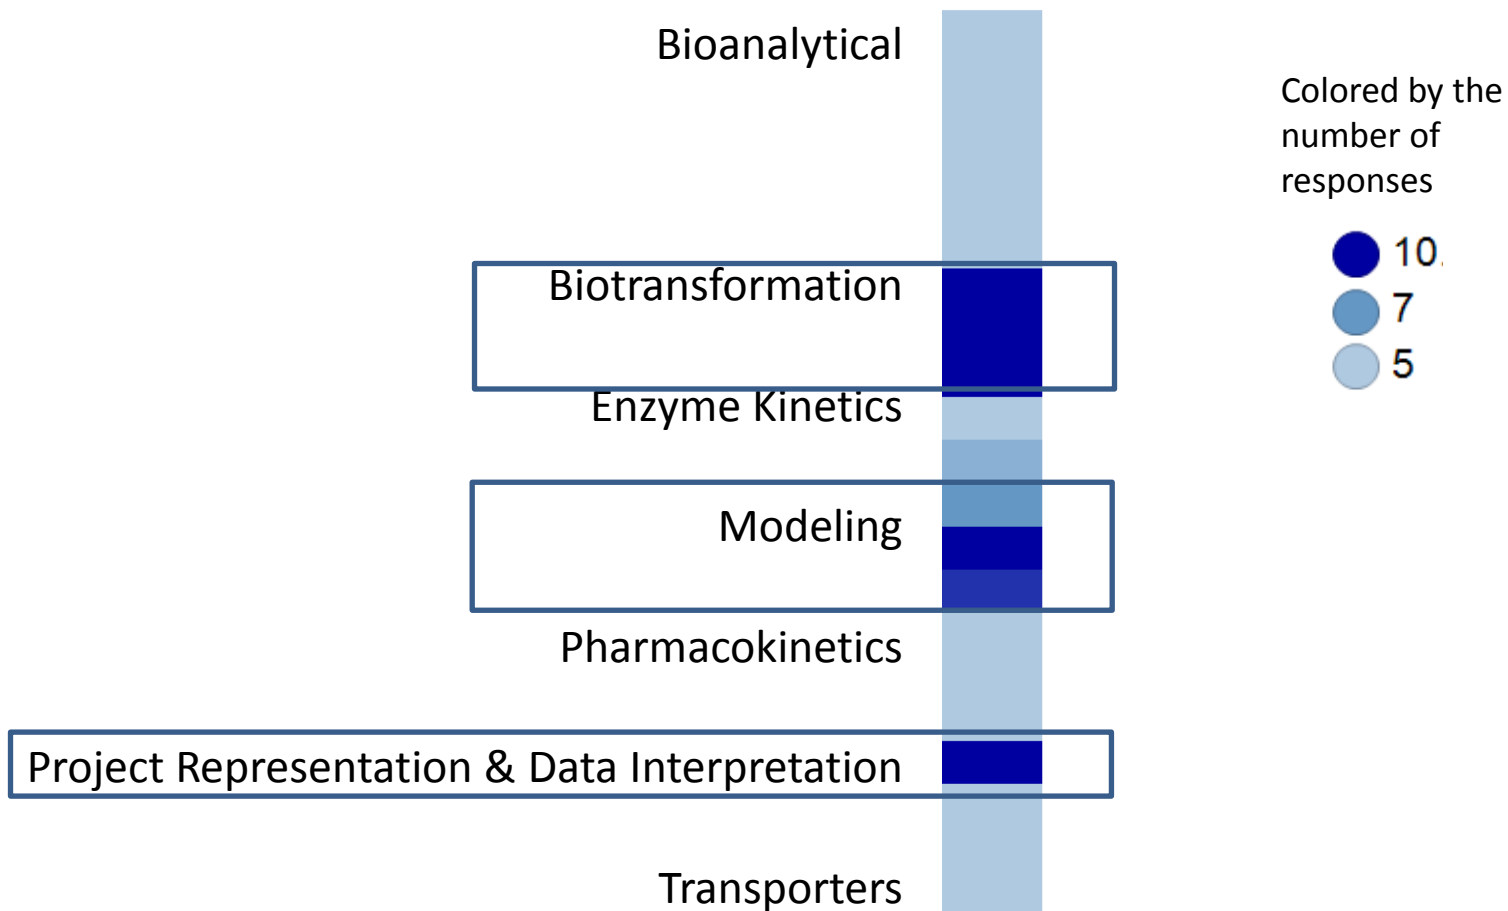 Bioanalytical
Colored by the
number of
responses
10.
7
5
Biotransformation
Enzyme Kinetics
Modeling
Pharmacokinetics
Project Representation & Data Interpretation
Transporters